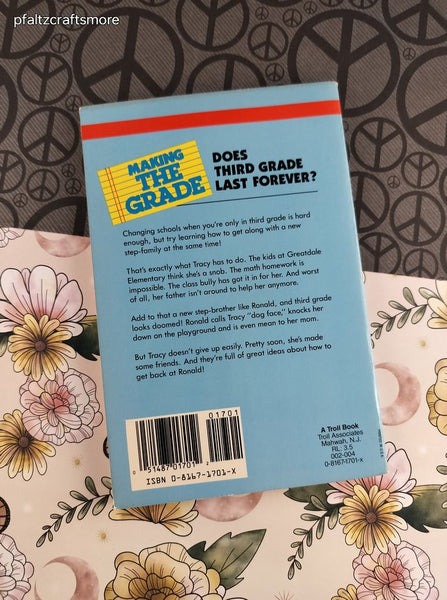 pfaltzcraftsmore
MAKING
THE
GRADE
DOES
THIRD GRADE
LAST FOREVER?
Changing schools when you're only in third grade is hard
enough, but try learning how to get along with a new
step-family at the same time!
That's exactly what Tracy has to do. The kids at Greatdale
Elementary think she's a snob. The math homework is
impossible. The class bully has got it in for her. And worst
of all, her father isn't around to help her anymore.
Add to that a new step-brother like Ronald, and third grade
looks doomed! Ronald calls Tracy "dog face," knocks her
down on the playground and is even mean to her mom.
But Tracy doesn't give up easily. Pretty soon, she's made
some friends. And they're full of great ideas about how to
get back at Ronald!
01701
0 51487 01701 2
ISBN 0-8167-1701-X
A Troll Book
Troll Associates
Mahwah, N.J.
RL: 3.5
002-004
0-8167-1701-x